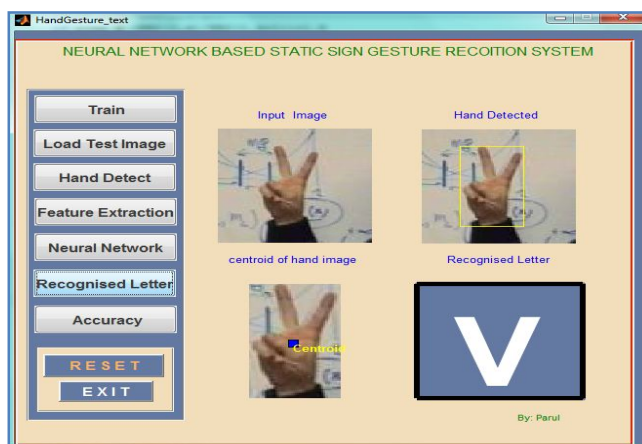 HandGesture_text
NEURAL NETWORK BASED STATIC SIGN GESTURE RECOITION SYSTEM
Train
Load Test Image
Hand Detect
Feature Extraction
Neural Network
Recognised Letter
Accuracy
RESET
EXIT
Input Image
Hand Detected
centroid of hand image
Recognised Letter
Centroid
V
By: Parul